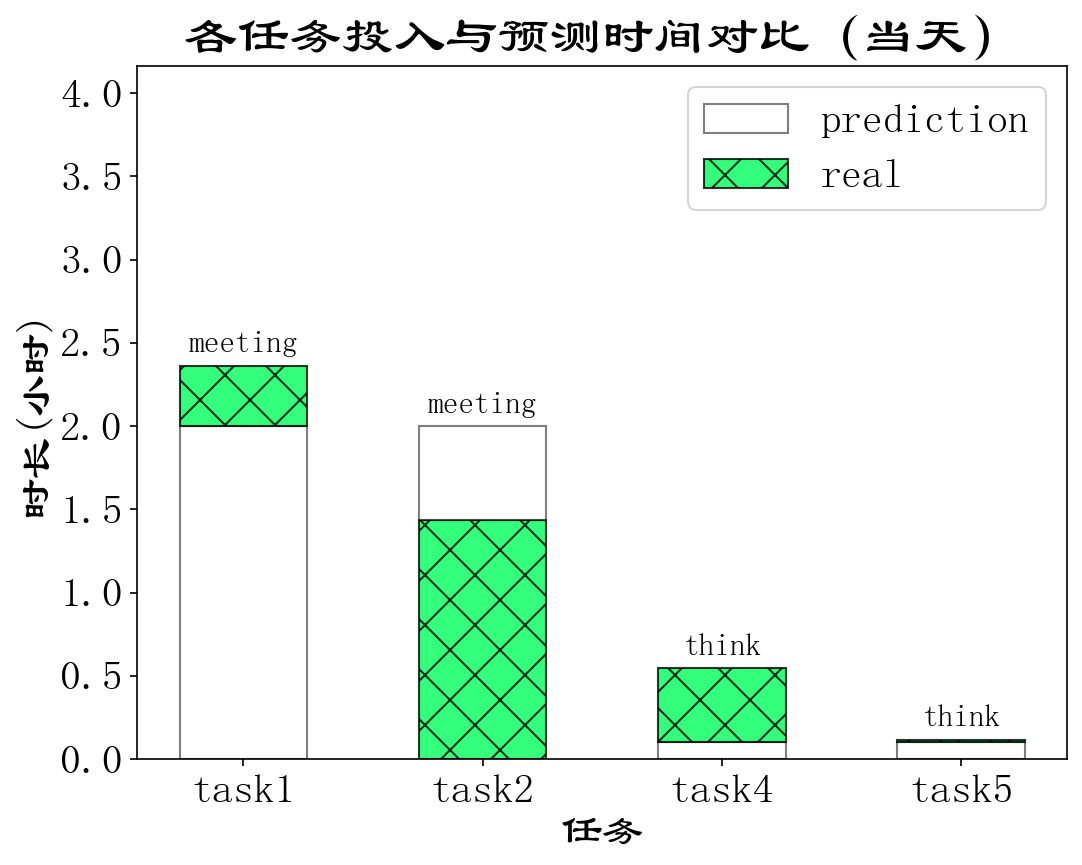 各任务投入与预测时间对比 (当天)
prediction
real
时长(小时)
4.0
3.5
3.0
2.5
2.0
1.5
1.0
0.5
0.0
meeting
meeting
think
think
task1 task2 task4 task5
任务